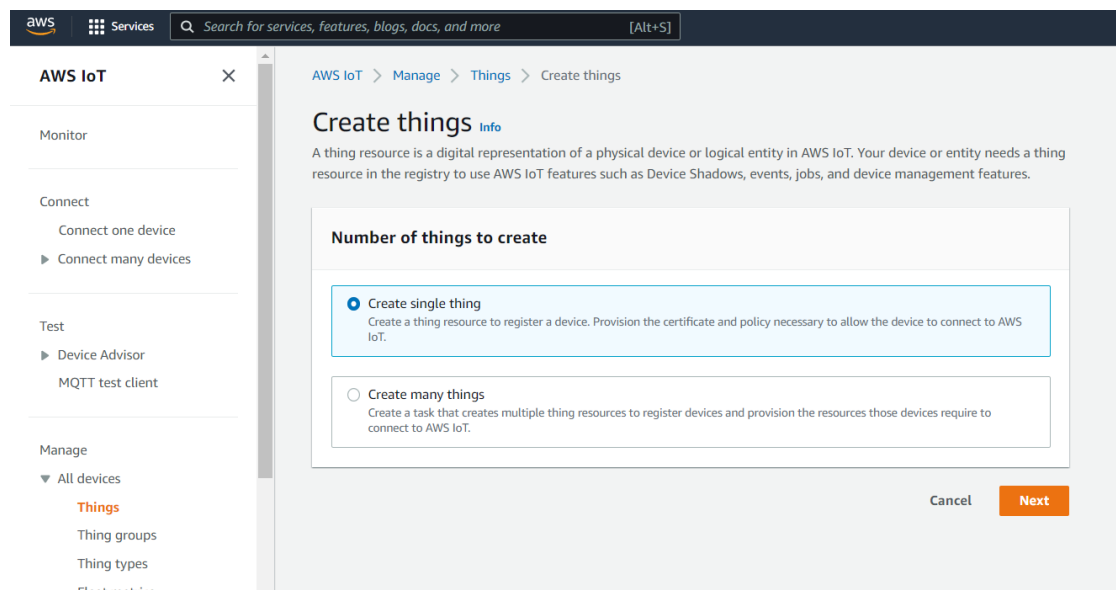 aws Services Search for services, features, blogs, docs, and more [Alt+S]
AWS IoT
Monitor
Connect
Connect one device
Connect many devices
Test
Device Advisor
MQTT test client
Manage
All devices
Things
Thing groups
Thing types
AWS IoT > Manage > Things > Create things
Create things Info
A thing resource is a digital representation of a physical device or logical entity in AWS IoT. Your device or entity needs a thing
resource in the registry to use AWS IoT features such as Device Shadows, events, jobs, and device management features.
Number of things to create
Create single thing
Create a thing resource to register a device. Provision the certificate and policy necessary to allow the device to connect to AWS
IoT.
Create many things
Create a task that creates multiple thing resources to register devices and provision the resources those devices require to
connect to AWS IoT.
Cancel Next